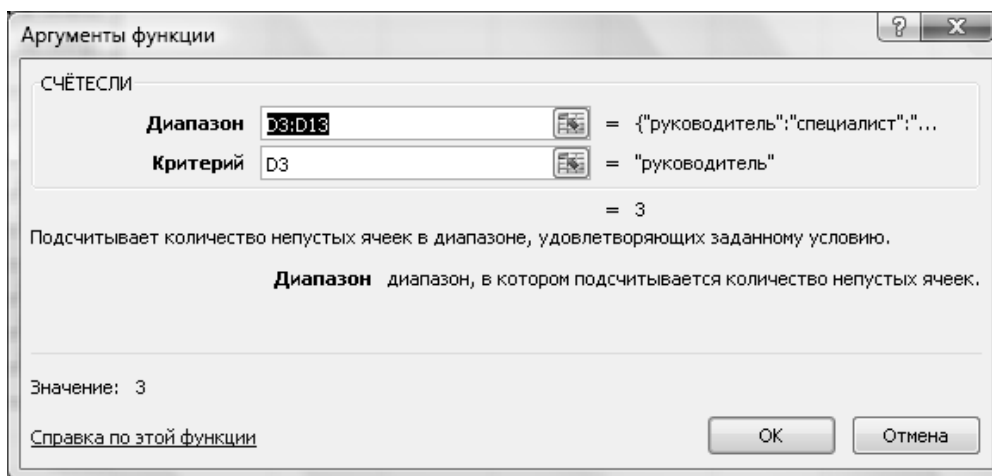 Аргументы функции
СЧЁТЕСЛИ
Диапазон D3:D13 = {"руководитель":"специалист":"...
Критерий D3 = "руководитель"
= 3
Подсчитывает количество непустых ячеек в диапазоне, удовлетворяющих заданному условию.
Диапазон диапазон, в котором подсчитывается количество непустых ячеек.
Значение: 3
Справка по этой функции
ОК
Отмена